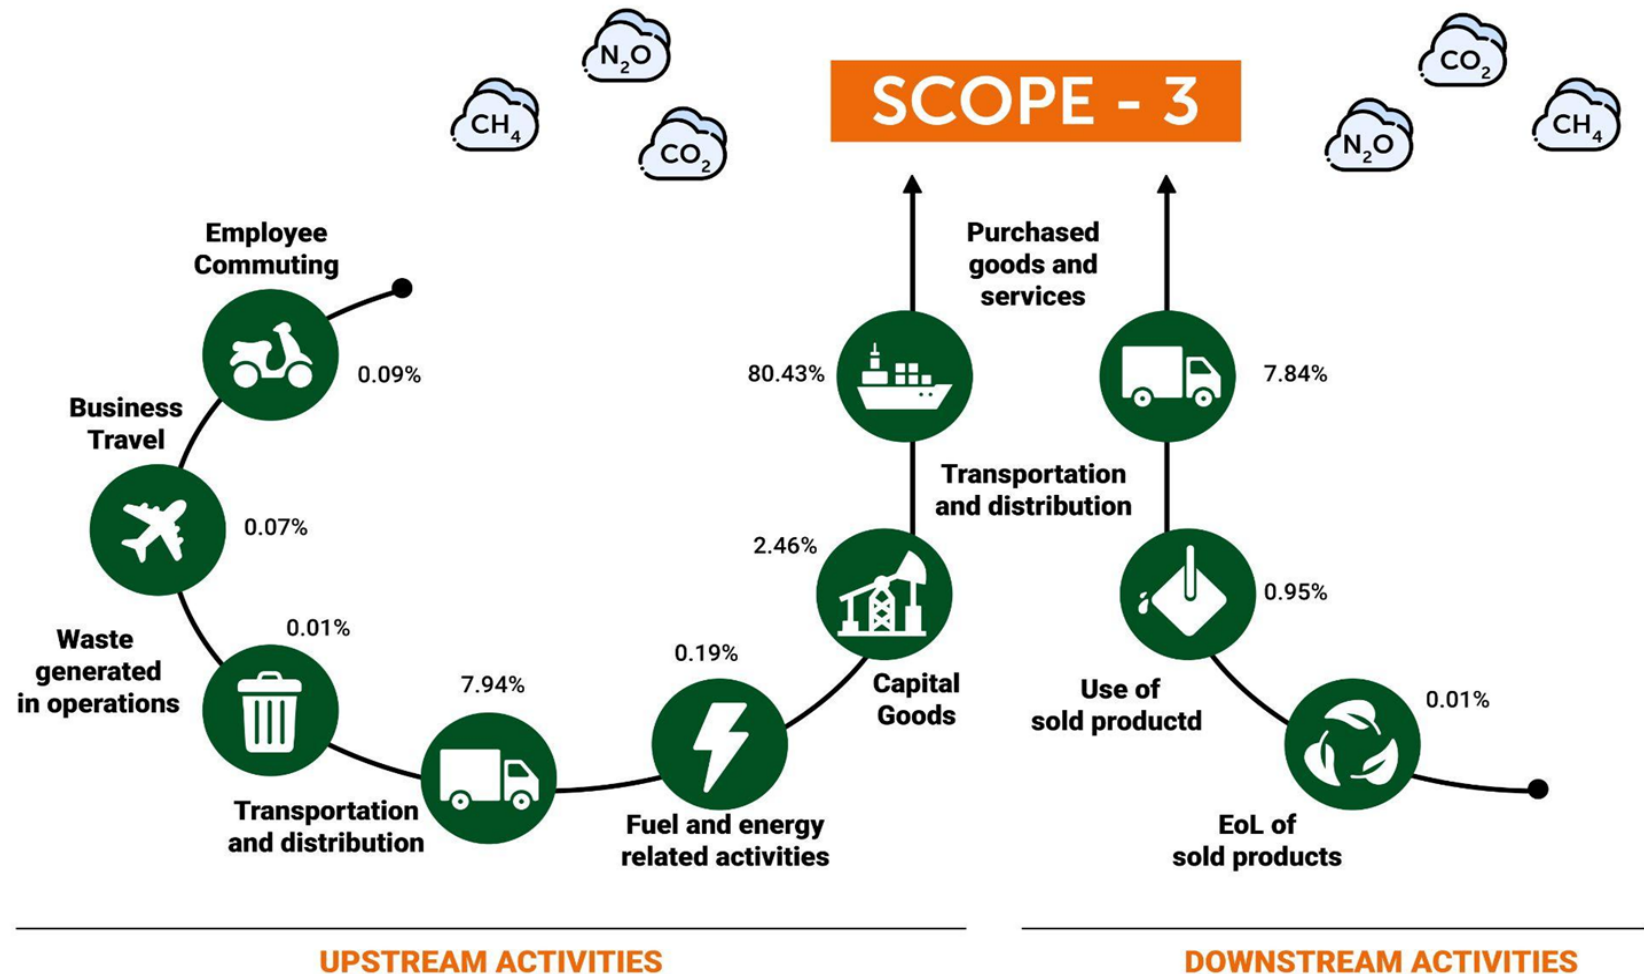 N₂O
CH₄
CO₂
SCOPE - 3
CO₂
N₂O
CH₄
Employee
Commuting
0.09%
Business
Travel
0.07%
Waste
generated
in operations
0.01%
Transportation
and distribution
7.94%
Fuel and energy
related activities
0.19%
Capital
Goods
2.46%
Purchased
goods and
services
80.43%
Transportation
and distribution
7.84%
Use of
sold productd
0.95%
EoL of
sold products
0.01%
UPSTREAM ACTIVITIES
DOWNSTREAM ACTIVITIES